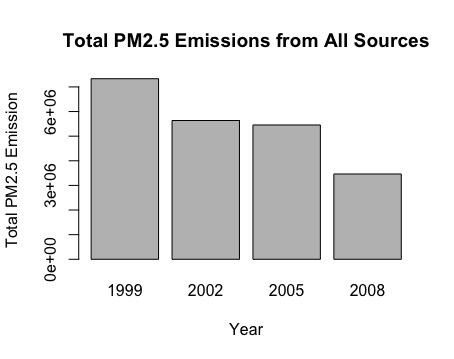 Total PM2.5 Emissions from All Sources
Total PM2.5 Emission
6e+06
3e+06
0e+00
1999 2002 2005 2008
Year